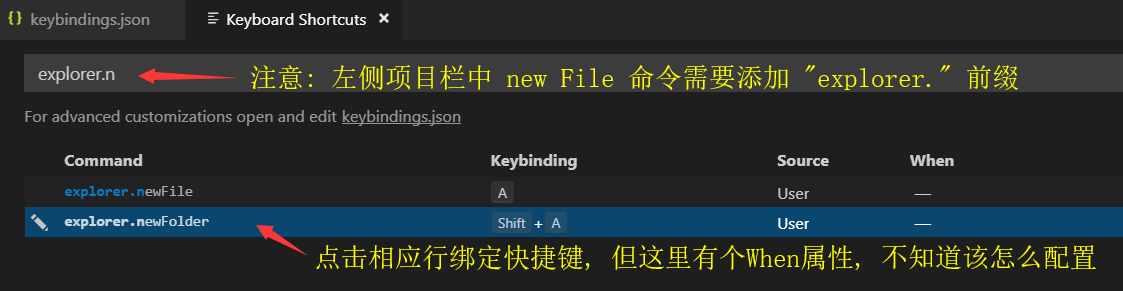 {} keybindings.json Keyboard Shortcuts ×
explorer.n 注意: 左侧项目栏中 new File 命令需要添加 "explorer." 前缀
For advanced customizations open and edit keybindings.json
Command Keybinding Source When
explorer.newFile A User —
explorer.newFolder Shift + A User —
点击相应行绑定快捷键, 但这里有个When属性, 不知道该怎么配置